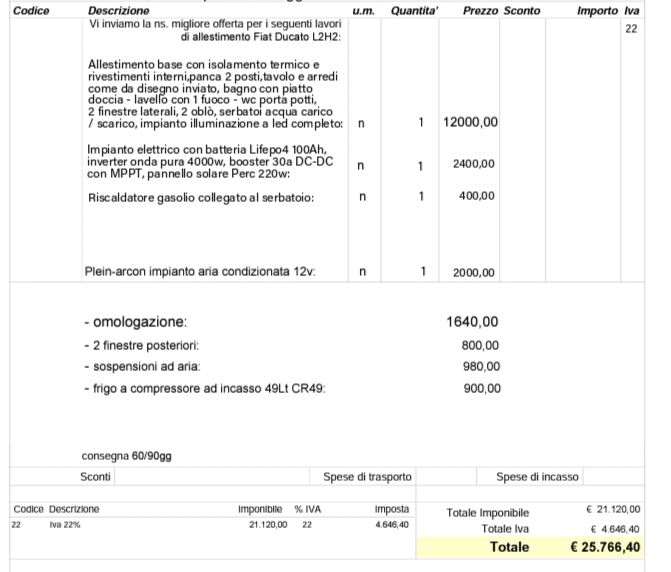 Codice Descrizione u.m. Quantita' Prezzo Sconto Importo Iva
Vi inviamo la ns. migliore offerta per i seguenti lavori 22
di allestimento Fiat Ducato L2H2:
Allestimento base con isolamento termico e
rivestimenti interni,panca 2 posti,tavolo e arredi
come da disegno inviato, bagno con piatto
doccia - lavello con 1 fuoco - wc porta potti,
2 finestre laterali, 2 oblò, serbatoi acqua carico
/ scarico, impianto illuminazione a led completo: n 1 12000,00
Impianto elettrico con batteria Lifepo4 100Ah,
inverter onda pura 4000w, booster 30a DC-DC n 1 2400,00
con MPPT, pannello solare Perc 220w:
Riscaldatore gasolio collegato al serbatoio: n 1 400,00
Plein-arcon impianto aria condizionata 12v: n 1 2000,00
- omologazione: 1640,00
- 2 finestre posteriori: 800,00
- sospensioni ad aria: 980,00
- frigo a compressore ad incasso 49Lt CR49: 900,00
consegna 60/90gg
Sconti Spese di trasporto Spese di incasso
Codice Descrizione Imponibile % IVA Imposta
22 Iva 22% 21.120,00 22 4.646,40
Totale Imponibile € 21.120,00
Totale Iva € 4.646,40
Totale € 25.766,40